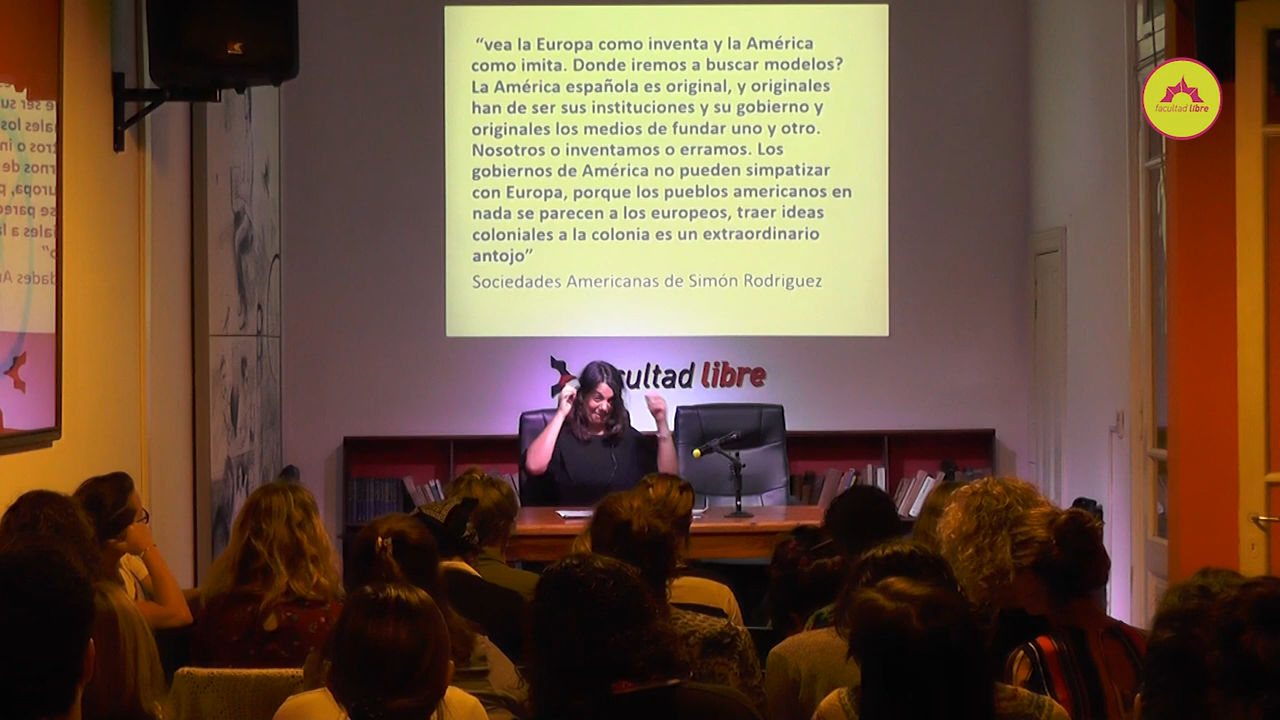 “vea la Europa como inventa y la América
como imita. Donde iremos a buscar modelos?
La América española es original, y originales
han de ser sus instituciones y su gobierno y
originales los medios de fundar uno y otro.
Nosotros o inventamos o erramos. Los
gobiernos de América no pueden simpatizar
con Europa, porque los pueblos americanos en
nada se parecen a los europeos, traer ideas
coloniales a la colonia es un extraordinario
antojo”
Sociedades Americanas de Simón Rodriguez
facultad libre
sultad libre